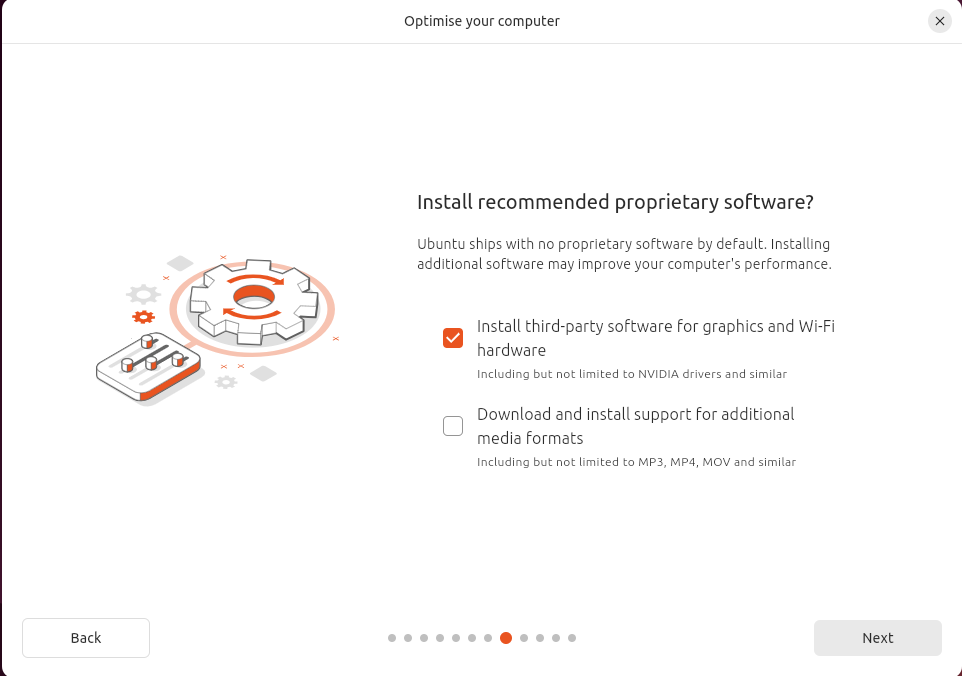 Optimise your computer
Install recommended proprietary software?
Ubuntu ships with no proprietary software by default. Installing
additional software may improve your computer's performance.
Install third-party software for graphics and Wi-Fi
hardware
Including but not limited to NVIDIA drivers and similar
Download and install support for additional
media formats
Including but not limited to MP3, MP4, MOV and similar
Back
Next